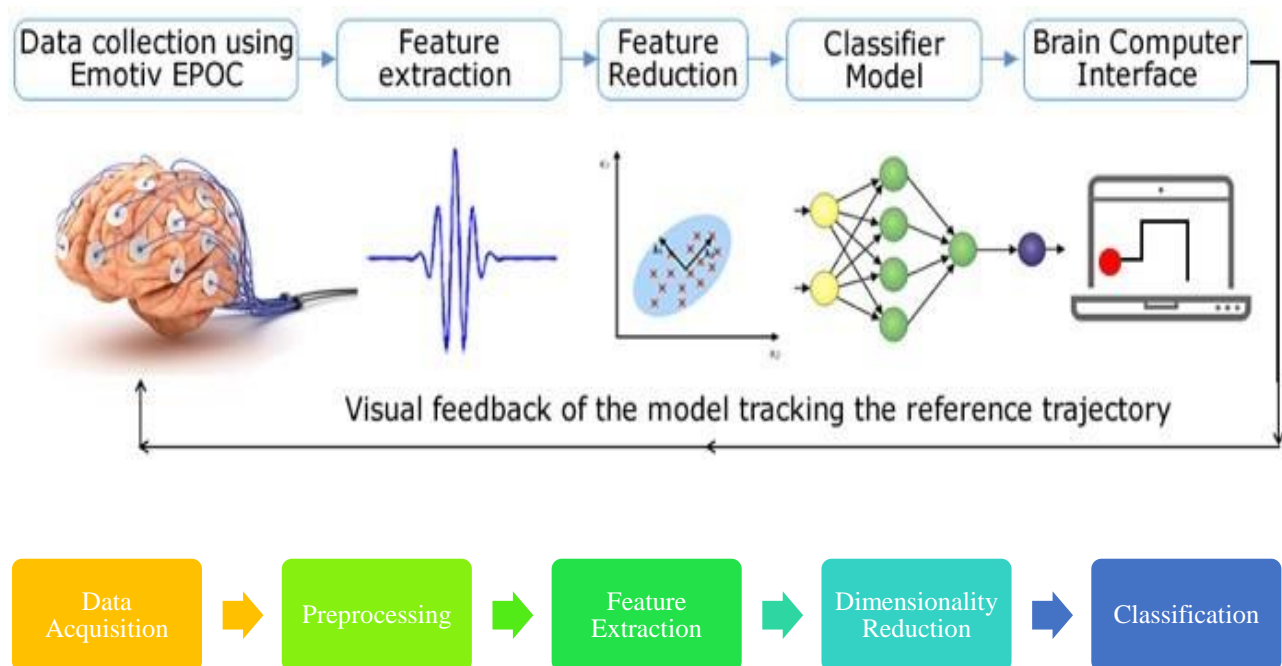 Data collection using
Emotiv EPOC
Feature
extraction
Feature
Reduction
Classifier
Model
Brain Computer
Interface
Visual feedback of the model tracking the reference trajectory
Data
Acquisition
Preprocessing
Feature
Extraction
Dimensionality
Reduction
Classification